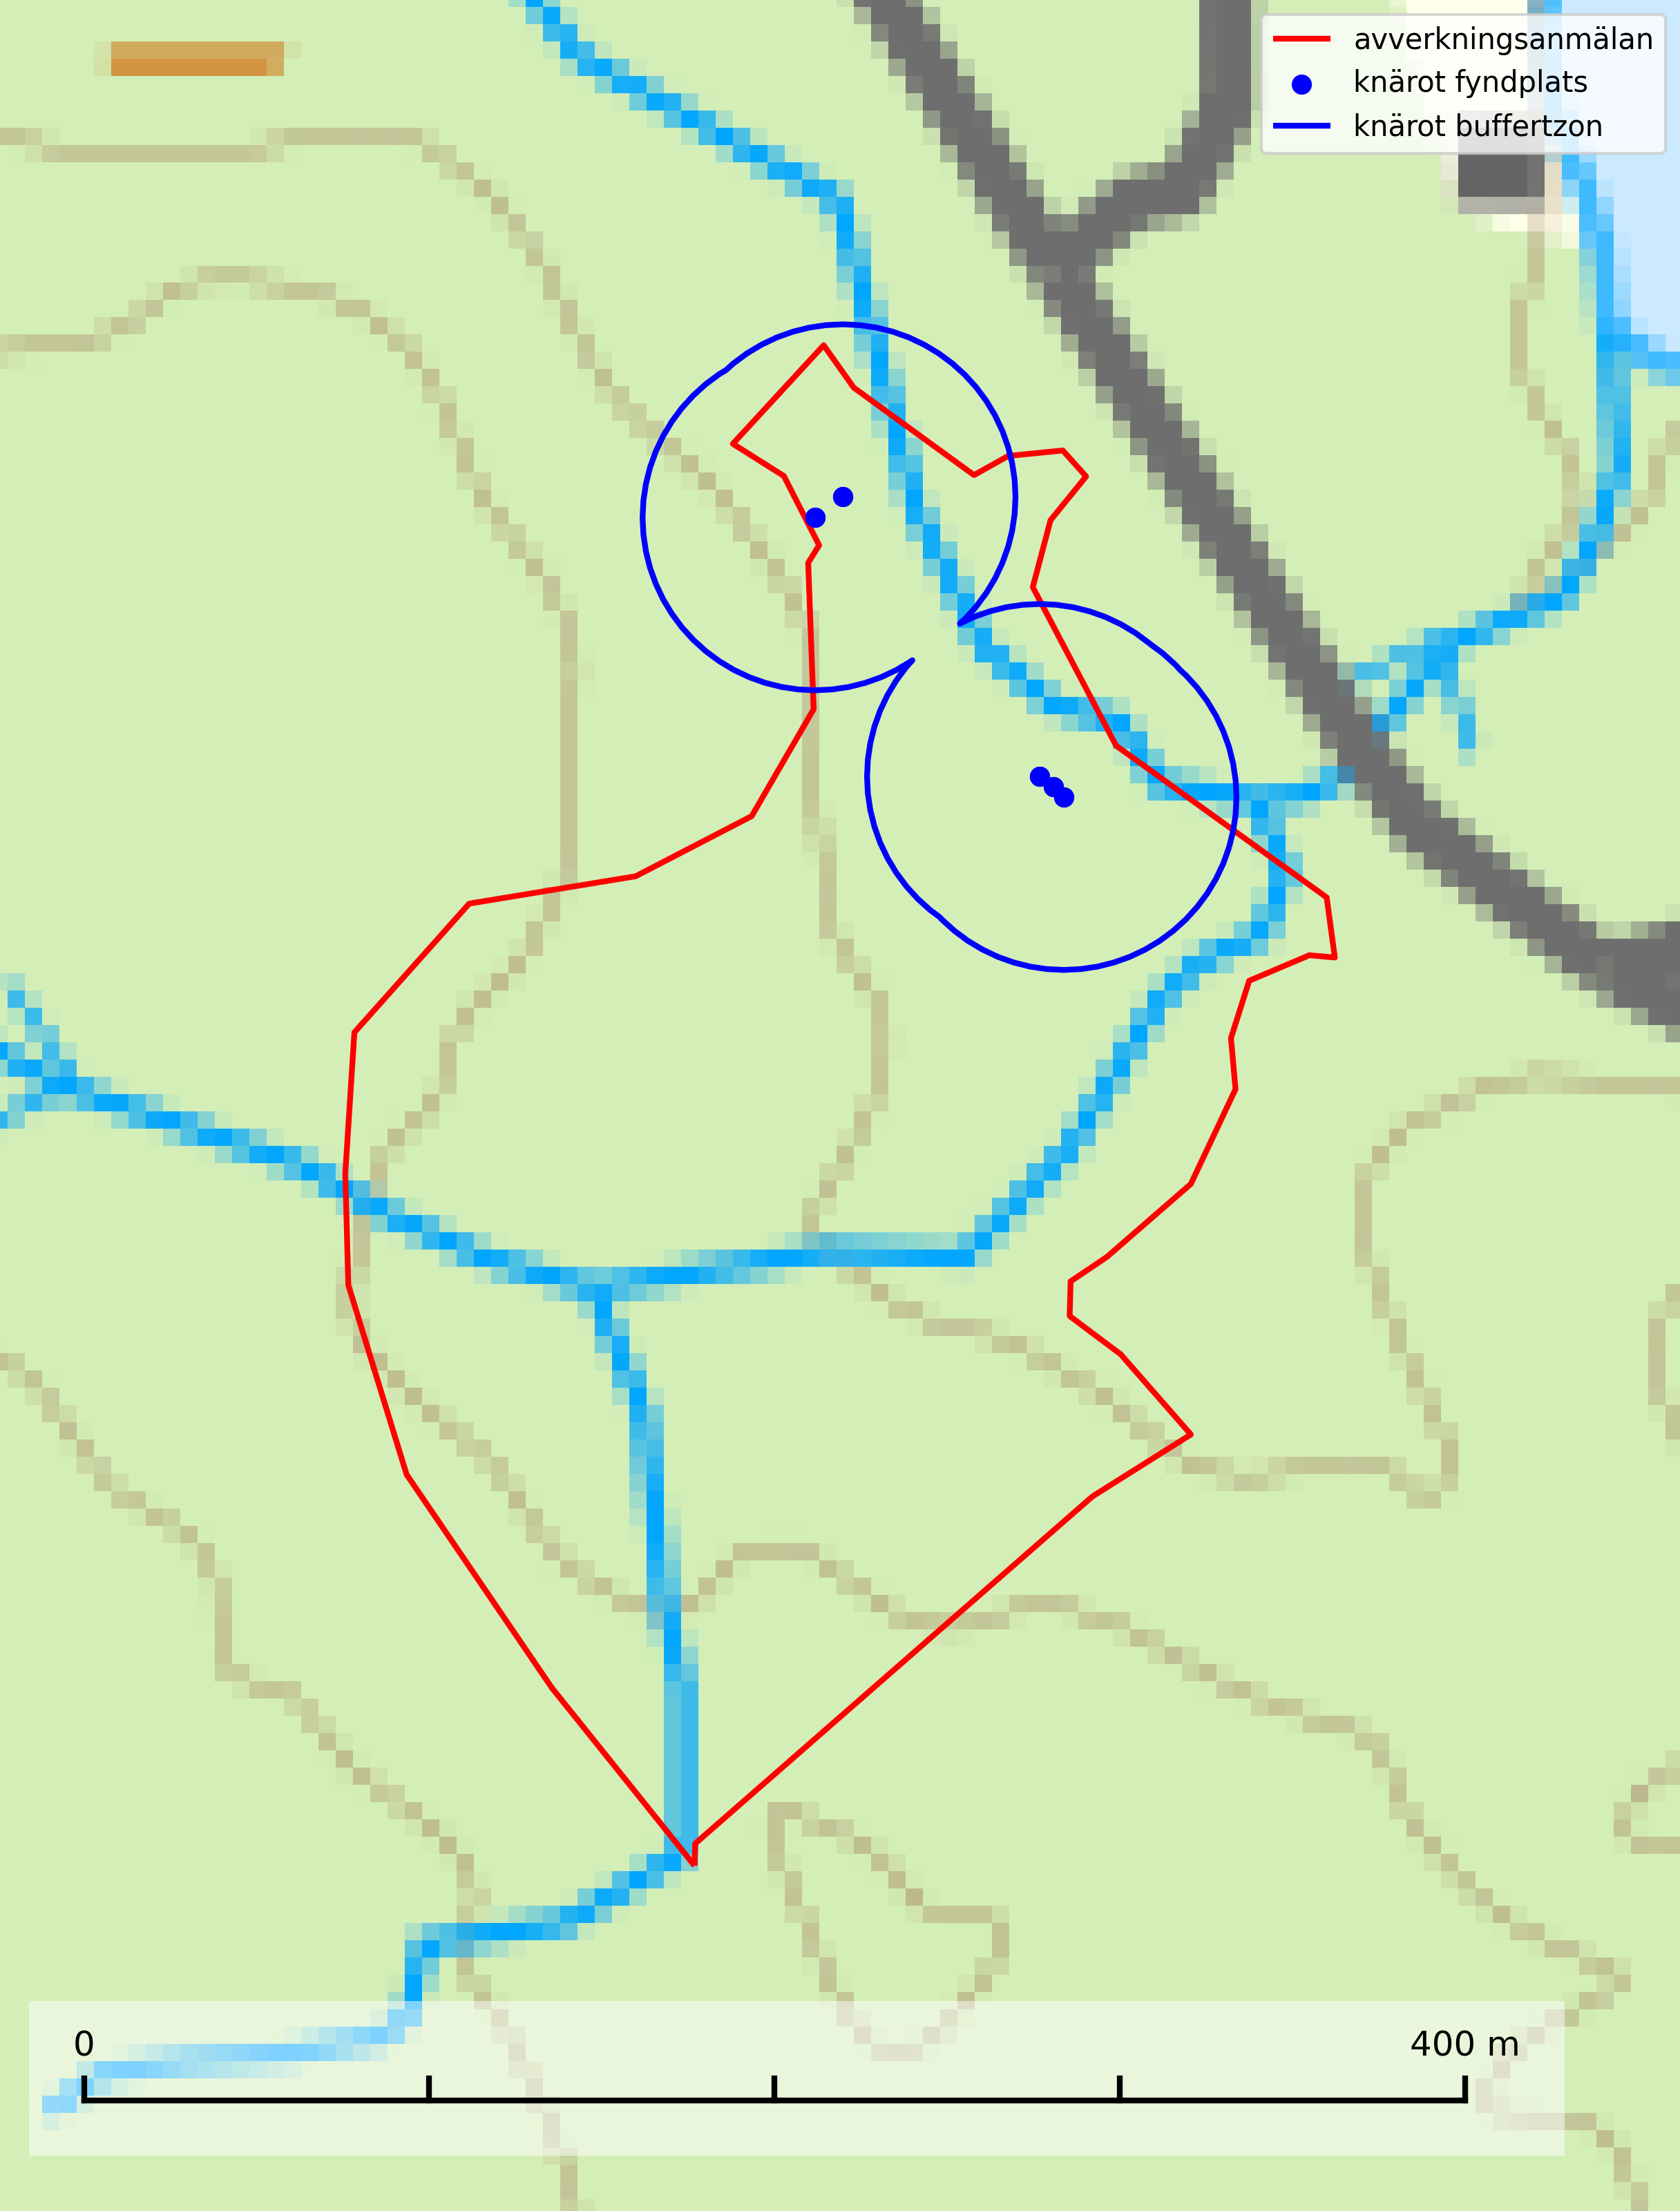 avverkningsanmälan
knärot fyndplats
knärot buffertzon
0 400 m